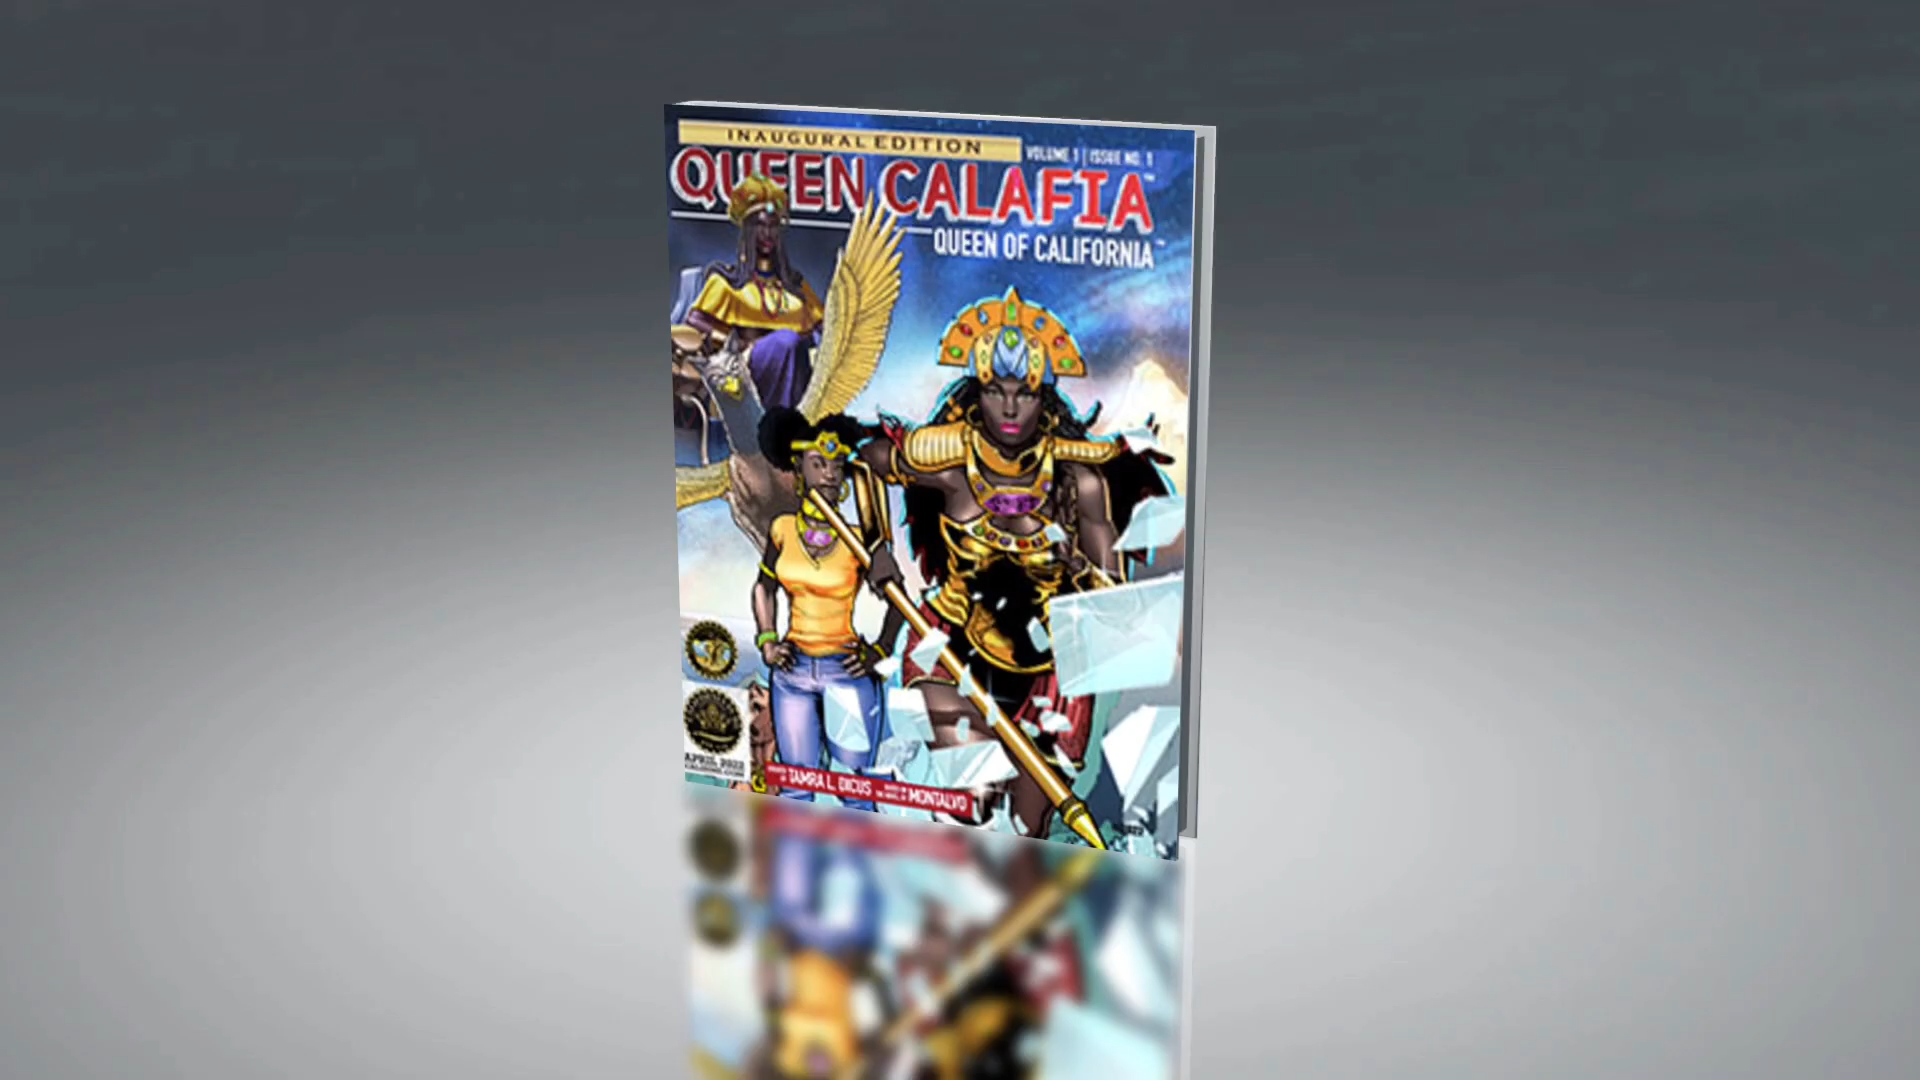 INAUGURAL EDITION
VOLUME 1 | ISSUE NO. 1
QUEEN CALAFIA™
QUEEN OF CALIFORNIA™
APRIL 2022
TAMRA L. DICUS
MONTALVO